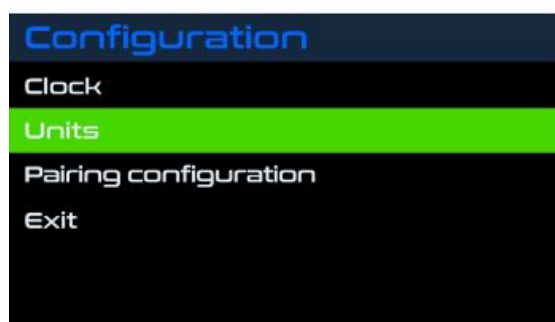 Configuration
Clock
Units
Pairing configuration
Exit